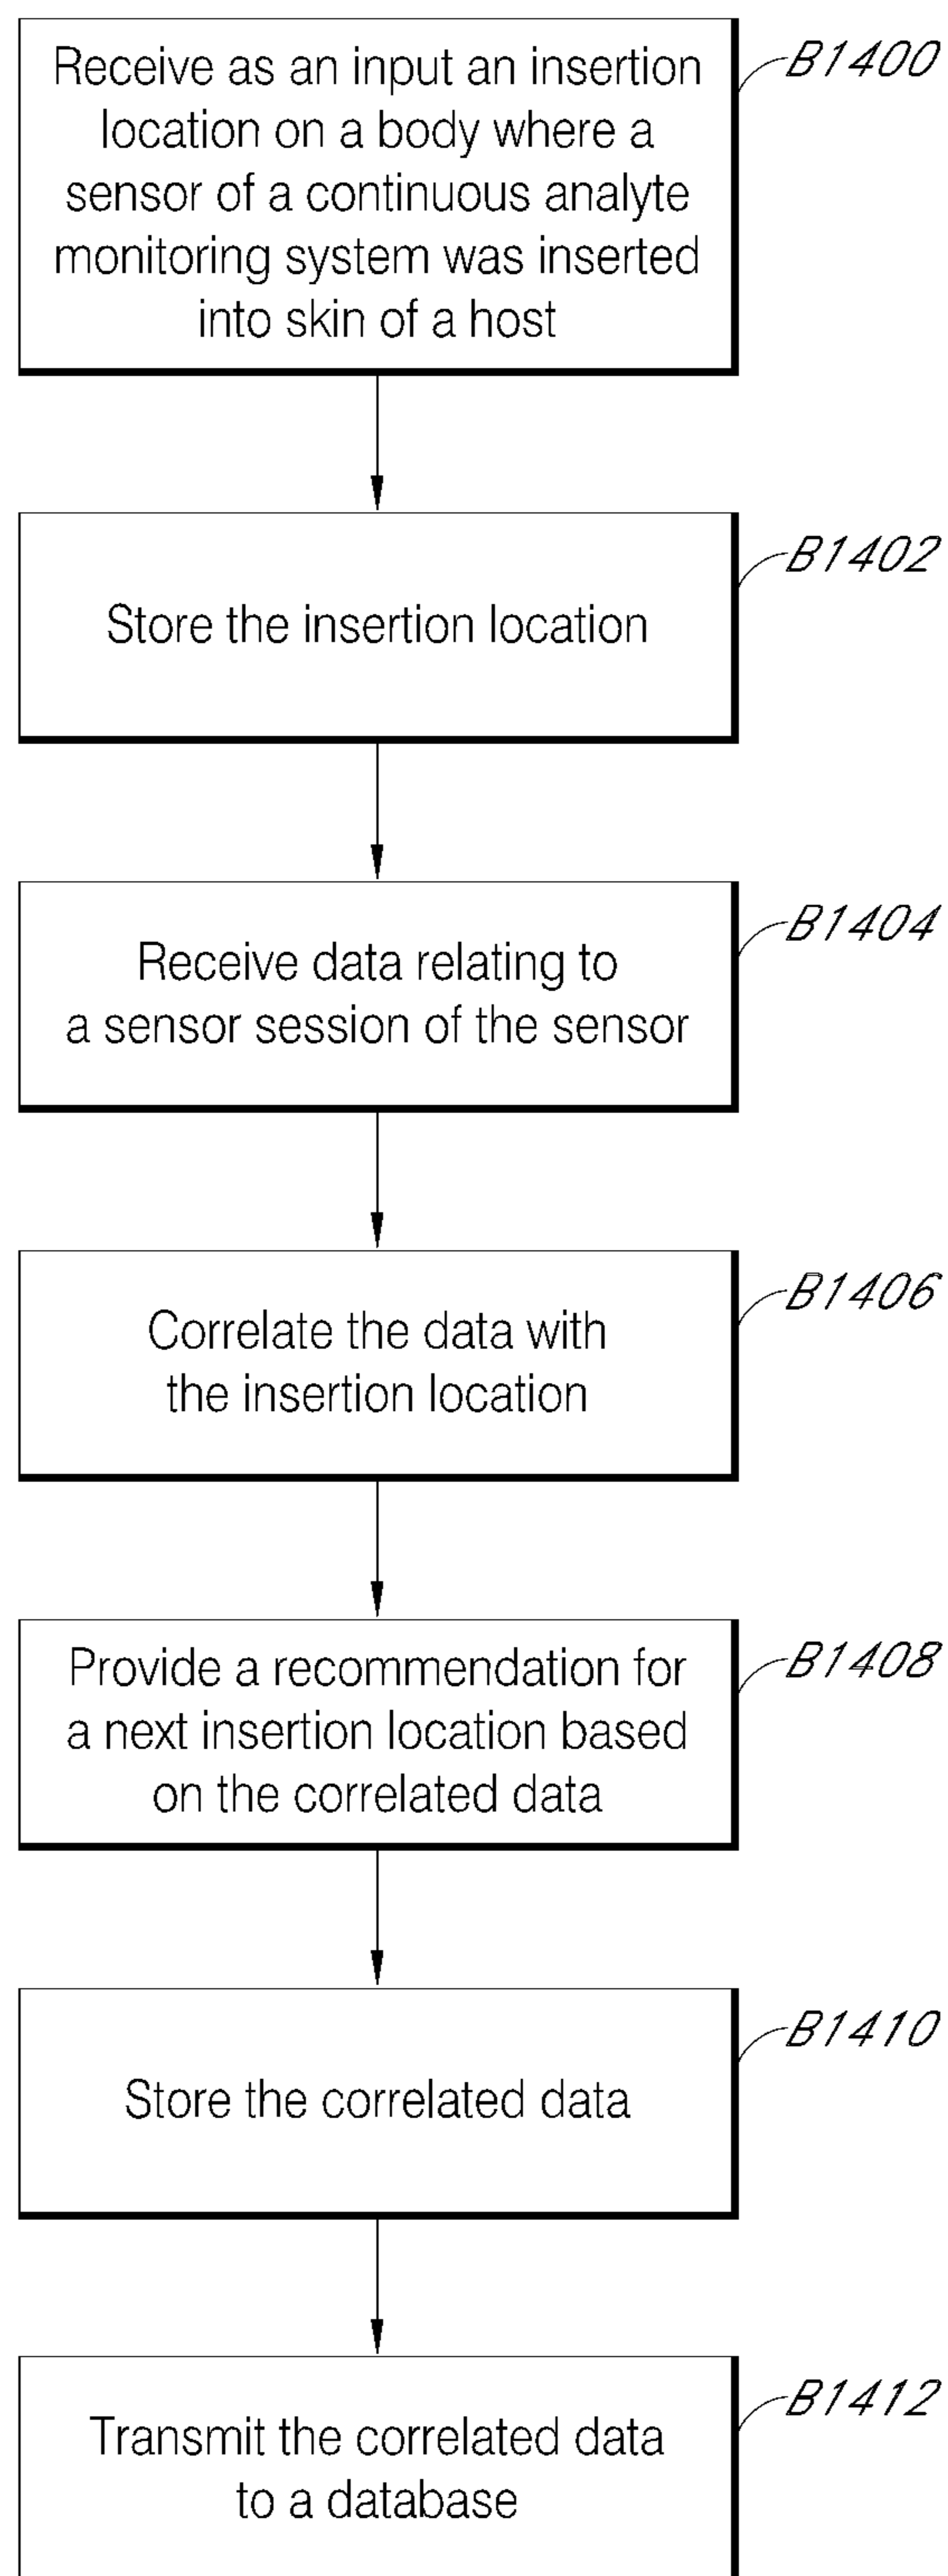 Receive as an input an insertion
location on a body where a
sensor of a continuous analyte
monitoring system was inserted
into skin of a host
B1400
Store the insertion location
B1402
Receive data relating to
a sensor session of the sensor
B1404
Correlate the data with
the insertion location
B1406
Provide a recommendation for
a next insertion location based
on the correlated data
B1408
Store the correlated data
B1410
Transmit the correlated data
to a database
B1412